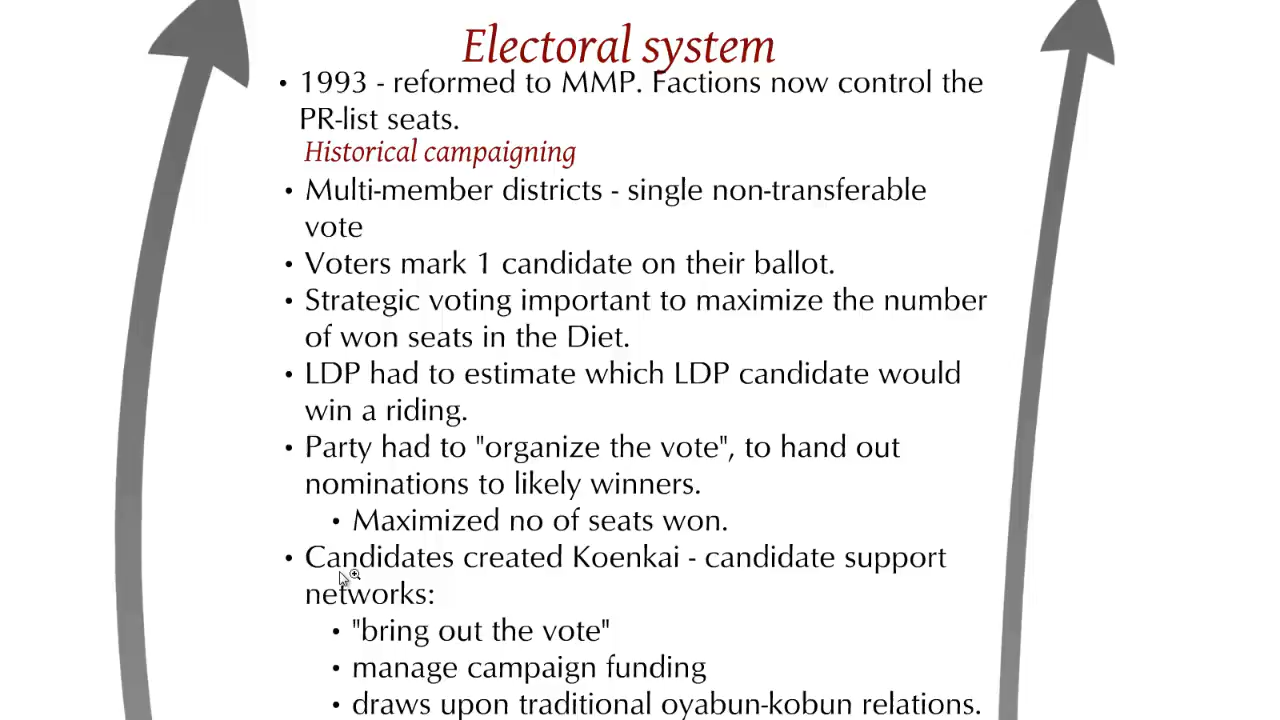 Electoral system
• 1993 - reformed to MMP. Factions now control the
PR-list seats.
Historical campaigning
• Multi-member districts - single non-transferable
vote
• Voters mark 1 candidate on their ballot.
• Strategic voting important to maximize the number
of won seats in the Diet.
• LDP had to estimate which LDP candidate would
win a riding.
• Party had to "organize the vote", to hand out
nominations to likely winners.
• Maximized no of seats won.
• Candidates created Koenkai - candidate support
networks:
• "bring out the vote"
• manage campaign funding
• draws upon traditional oyabun-kobun relations.